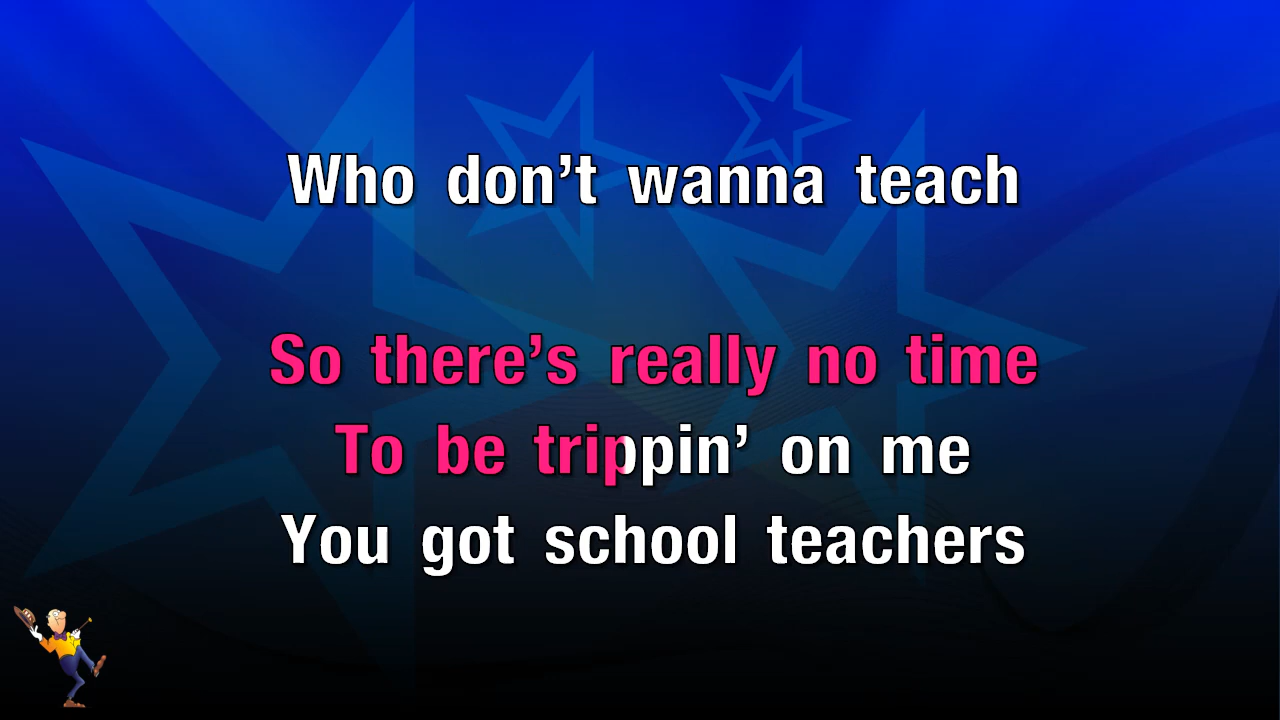 Who don’t wanna teach
So there’s really no time
To be trippin’ on me
You got school teachers